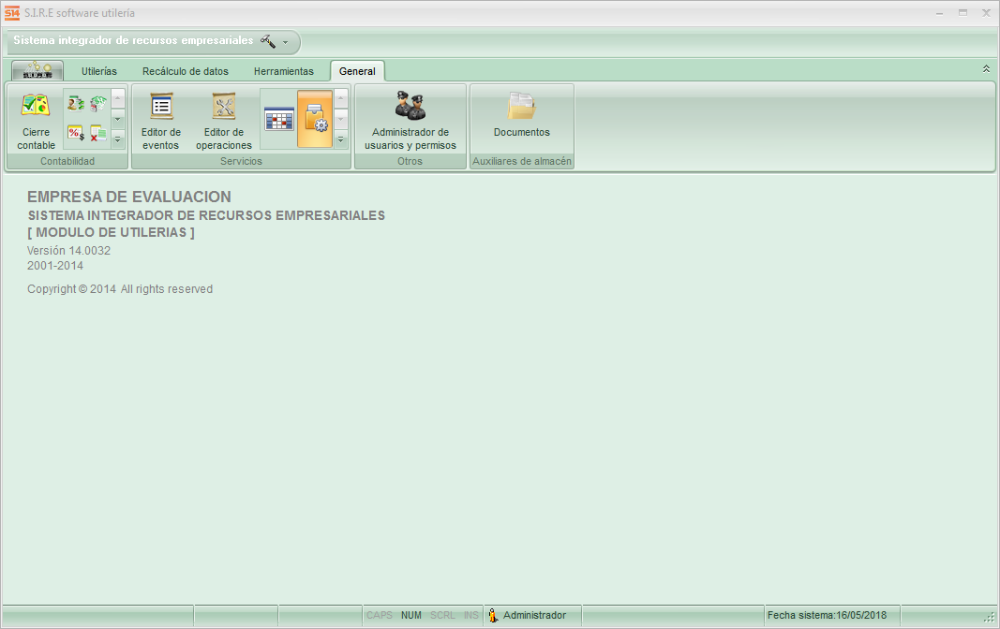 S14 S.I.R.E software utilería
Sistema integrador de recursos empresariales
S.I.R.E. Utilerías Recálculo de datos Herramientas General
Cierre
contable
Editor de
eventos
Editor de
operaciones
Administrador de
usuarios y permisos
Documentos
Contabilidad Servicios Otros Auxiliares de almacén
EMPRESA DE EVALUACION
SISTEMA INTEGRADOR DE RECURSOS EMPRESARIALES
[ MODULO DE UTILERIAS ]
Versión 14.0032
2001-2014
Copyright © 2014 All rights reserved
CAPS NUM SCRL INS Administrador Fecha sistema:16/05/2018